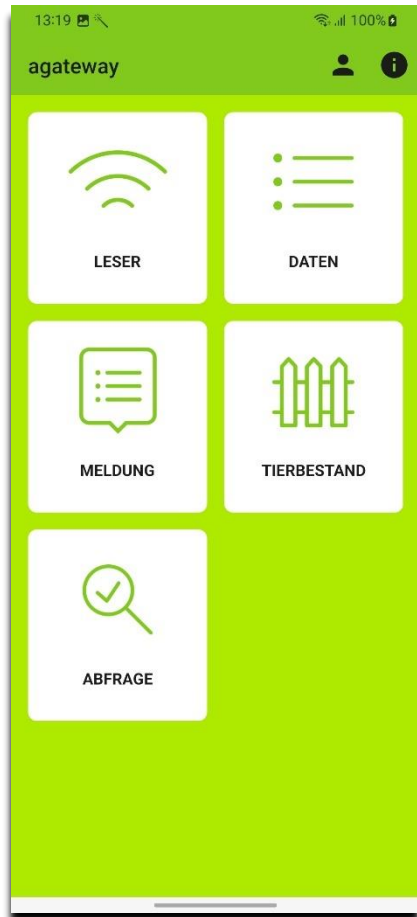 13:19 100%
agateway
LESER DATEN
MELDUNG TIERBESTAND
ABFRAGE